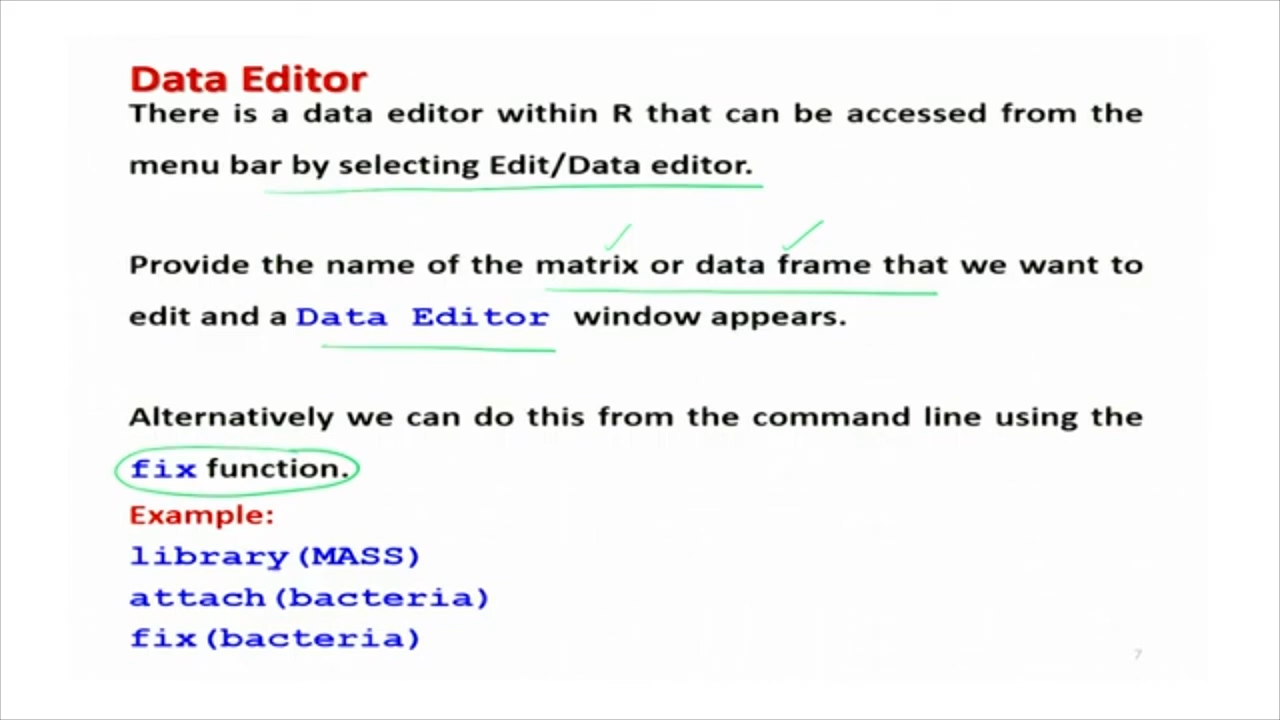 Data Editor
There is a data editor within R that can be accessed from the
menu bar by selecting Edit/Data editor.
Provide the name of the matrix or data frame that we want to
edit and a Data Editor window appears.
Alternatively we can do this from the command line using the
fix function.
Example:
library(MASS)
attach(bacteria)
fix(bacteria)
7